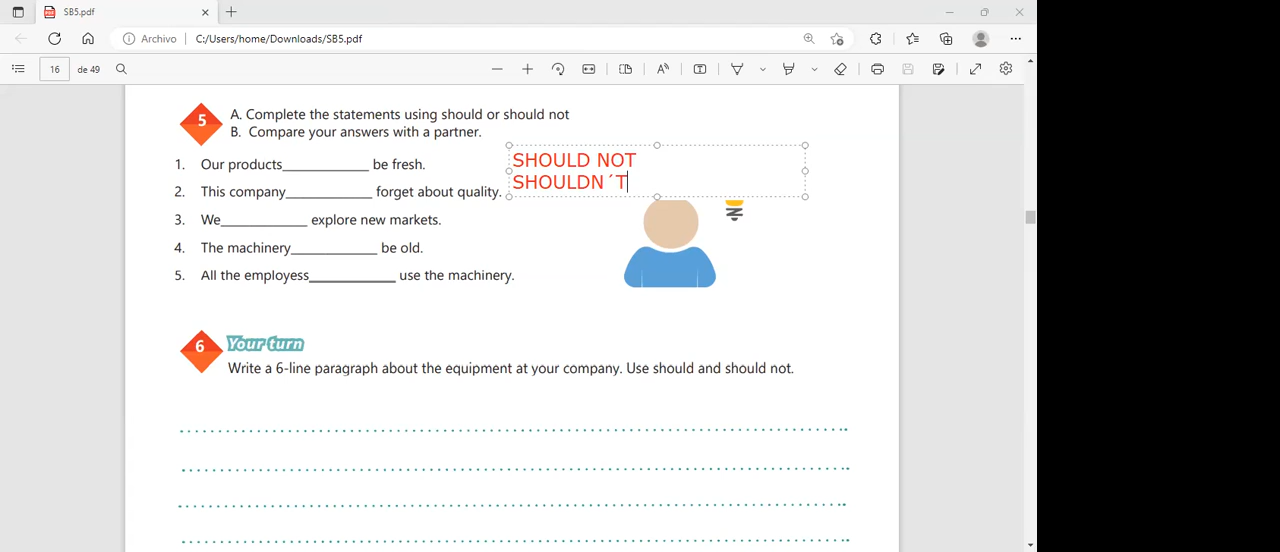 SB5.pdf
Archivo C:/Users/home/Downloads/SB5.pdf
16 de 49
5
A. Complete the statements using should or should not
B. Compare your answers with a partner.
1. Our products____________ be fresh.
SHOULD NOT
SHOULDN´T
2. This company____________ forget about quality.
3. We____________ explore new markets.
4. The machinery____________ be old.
5. All the employess____________ use the machinery.
6 Your turn
Write a 6-line paragraph about the equipment at your company. Use should and should not.